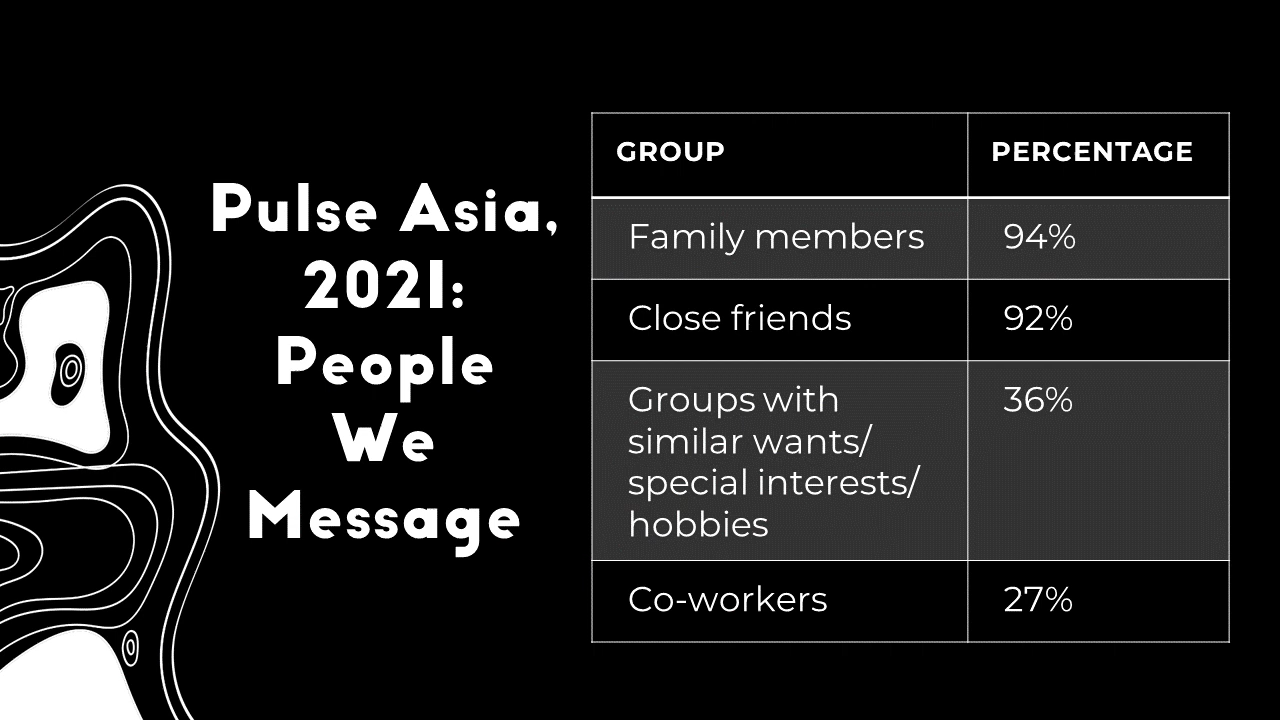 Pulse Asia,
2021:
People
We
Message
GROUP PERCENTAGE
Family members 94%
Close friends 92%
Groups with 36%
similar wants/
special interests/
hobbies
Co-workers 27%